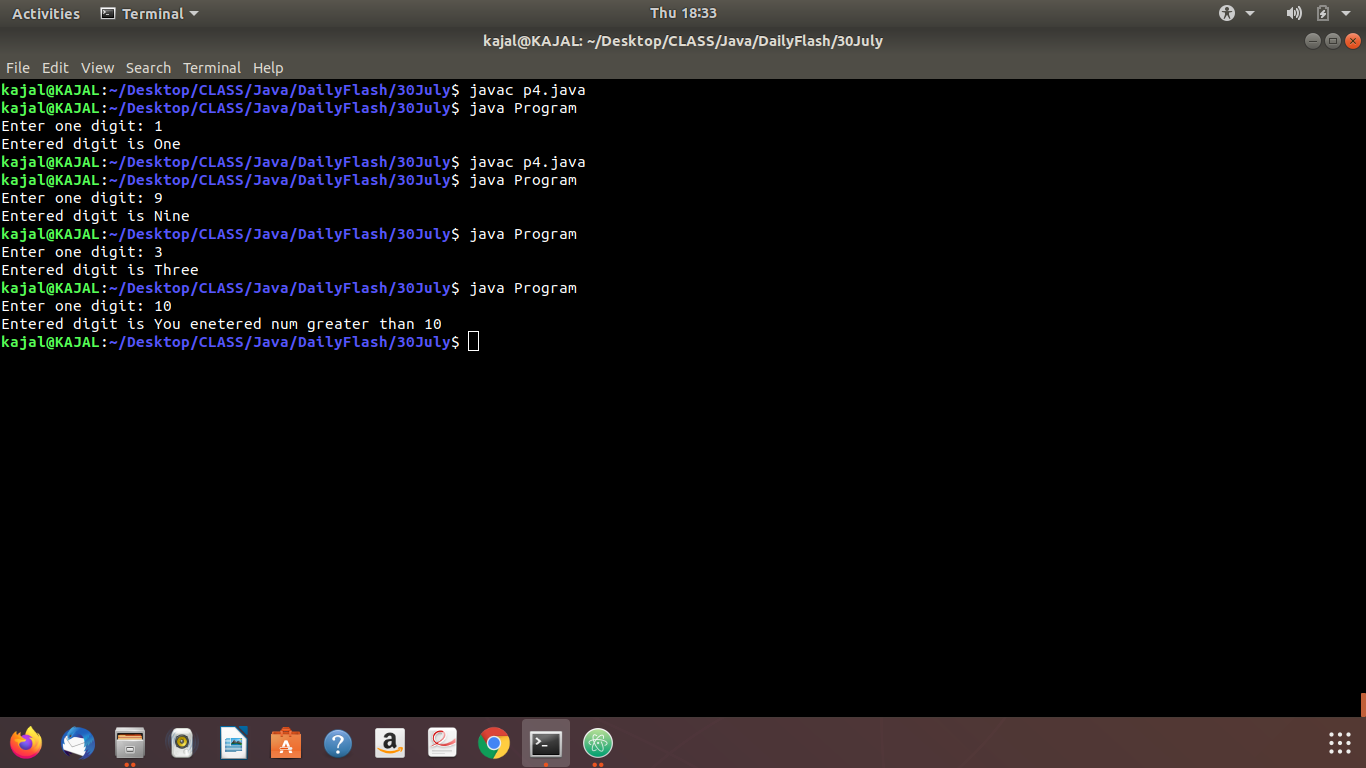 Activities Terminal Thu 18:33
kajal@KAJAL: ~/Desktop/CLASS/Java/DailyFlash/30July
File Edit View Search Terminal Help
kajal@KAJAL:~/Desktop/CLASS/Java/DailyFlash/30July$ javac p4.java
kajal@KAJAL:~/Desktop/CLASS/Java/DailyFlash/30July$ java Program
Enter one digit: 1
Entered digit is One
kajal@KAJAL:~/Desktop/CLASS/Java/DailyFlash/30July$ javac p4.java
kajal@KAJAL:~/Desktop/CLASS/Java/DailyFlash/30July$ java Program
Enter one digit: 9
Entered digit is Nine
kajal@KAJAL:~/Desktop/CLASS/Java/DailyFlash/30July$ java Program
Enter one digit: 3
Entered digit is Three
kajal@KAJAL:~/Desktop/CLASS/Java/DailyFlash/30July$ java Program
Enter one digit: 10
Entered digit is You enetered num greater than 10
kajal@KAJAL:~/Desktop/CLASS/Java/DailyFlash/30July$